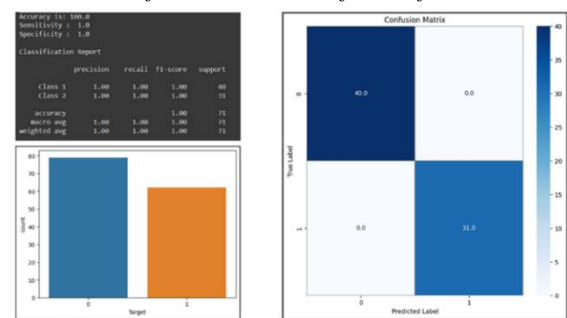 Accuracy is: 100.0
Sensitivity : 1.0
Specificity : 1.0
Classification Report
precision recall f1-score support
Class 1 1.00 1.00 1.00 40
Class 2 1.00 1.00 1.00 31
accuracy 1.00 71
macro avg 1.00 1.00 1.00 71
weighted avg 1.00 1.00 1.00 71
80
70
60
50
40
30
20
10
0
count
0 1
Target
Confusion Matrix
True Label
0
40.0 0.0
1
0.0 31.0
0 1
Predicted Label
40
35
30
25
20
15
10
5
0